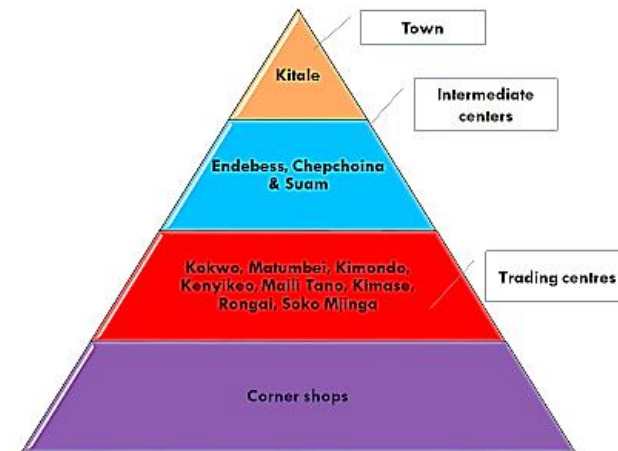 Town
Kitale
Intermediate
centers
Endebess, Chepchoina
& Suam
Kokwo, Matumbei, Kimondo,
Kenyikeo, Maili Tano, Kimase,
Rongai, Soko Mjinga
Trading centres
Corner shops